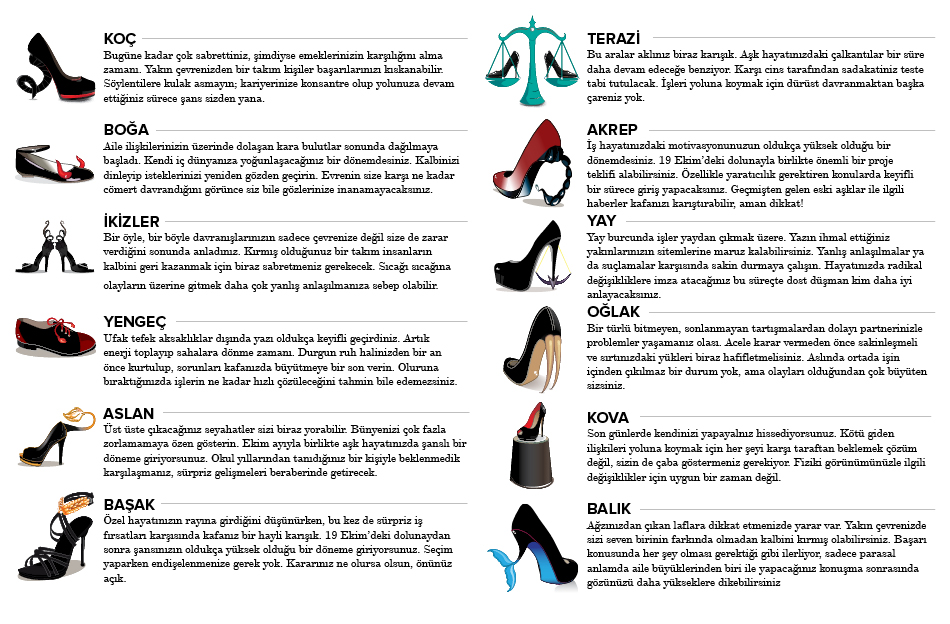 KOÇ
Bugüne kadar çok sabrettiniz, şimdiyse emeklerinizin karşılığını alma
zamanı. Yakın çevrenizden bir takım kişiler başarılarınızı kıskanabilir.
Söylentilere kulak asmayın; kariyerinize konsantre olup yolunuza devam
ettiğiniz sürece şans sizden yana.
BOĞA
Aile ilişkilerinizin üzerinde dolaşan kara bulutlar sonunda dağılmaya
başladı. Kendi iç dünyanıza yoğunlaşacağınız bir dönemdesiniz. Kalbinizi
dinleyip isteklerinizi yeniden gözden geçirin. Evrenin size karşı ne kadar
cömert davrandığını görünce siz bile gözlerinize inanamayacaksınız.
İKİZLER
Bir öyle, bir böyle davranışlarınızın sadece çevrenize değil size de zarar
verdiğini sonunda anladınız. Kırmış olduğunuz bir takım insanların
kalbini geri kazanmak için biraz sabretmeniz gerekecek. Sıcağı sıcağına
olayların üzerine gitmek daha çok yanlış anlaşılmanıza sebep olabilir.
YENGEÇ
Ufak tefek aksaklıklar dışında yazı oldukça keyifli geçirdiniz. Artık
enerji toplayıp sahalara dönme zamanı. Durgun ruh halinizden bir an
önce kurtulup, sorunları kafanızda büyütmeye bir son verin. Oluruna
bıraktığınızda işlerin ne kadar hızlı çözüleceğini tahmin bile edemezsiniz.
ASLAN
Üst üste çıkacağınız seyahatler sizi biraz yorabilir. Bünyenizi çok fazla
zorlamamaya özen gösterin. Ekim ayıyla birlikte aşk hayatınızda şanslı bir
döneme giriyorsunuz. Okul yıllarından tanıdığınız bir kişiyle beklenmedik
karşılaşmanız, sürpriz gelişmeleri beraberinde getirecek.
BAŞAK
Özel hayatınızın rayına girdiğini düşünürken, bu kez de sürpriz iş
fırsatları karşısında kafanız bir hayli karışık. 19 Ekim'deki dolunaydan
sonra şansınızın oldukça yüksek olduğu bir döneme giriyorsunuz. Seçim
yaparken endişelenmenize gerek yok. Kararınız ne olursa olsun, önünüz
açık.
TERAZİ
Bu aralar aklınız biraz karışık. Aşk hayatınızdaki çalkantılar bir süre
daha devam edeceğe benziyor. Karşı cins tarafından sadakatiniz teste
tabi tutulacak. İşleri yoluna koymak için dürüst davranmaktan başka
çareniz yok.
AKREP
İş hayatınızdaki motivasyonunuzun oldukça yüksek olduğu bir
dönemdesiniz. 19 Ekim'deki dolunayla birlikte önemli bir proje
teklifi alabilirsiniz. Özellikle yaratıcılık gerektiren konularda keyifli
bir sürece giriş yapacaksınız. Geçmişten gelen eski aşklar ile ilgili
haberler kafanızı karıştırabilir, aman dikkat!
YAY
Yay burcunda işler yaydan çıkmak üzere. Yazın ihmal ettiğiniz
yakınlarınızın sitemlerine maruz kalabilirsiniz. Yanlış anlaşılmalar ya
da suçlamalar karşısında sakin durmaya çalışın. Hayatınızda radikal
değişikliklere imza atacağınız bu süreçte dost düşman kim daha iyi
anlayacaksınız.
OĞLAK
Bir türlü bitmeyen, sonlanmayan tartışmalardan dolayı partnerinizle
problemler yaşamanız olası. Acele karar vermeden önce sakinleşmeli
ve sırtınızdaki yükleri biraz hafifletmelisiniz. Aslında ortada işin
içinden çıkılmaz bir durum yok, ama olayları olduğundan çok büyüten
sizsiniz.
KOVA
Son günlerde kendinizi yapayalnız hissediyorsunuz. Kötü giden
ilişkileri yoluna koymak için her şeyi karşı taraftan beklemek çözüm
değil, sizin de çaba göstermeniz gerekiyor. Fiziki görünümünüzle ilgili
değişiklikler için uygun bir zaman değil.
BALIK
Ağzınızdan çıkan laflara dikkat etmenizde yarar var. Yakın çevrenizde
sizi seven birinin farkında olmadan kalbini kırmış olabilirsiniz. Başarı
konusunda her şey olması gerektiği gibi ilerliyor, sadece parasal
anlamda aile büyüklerinden biri ile yapacağınız konuşma sonrasında
gözünüzü daha yükseklere dikebilirsiniz